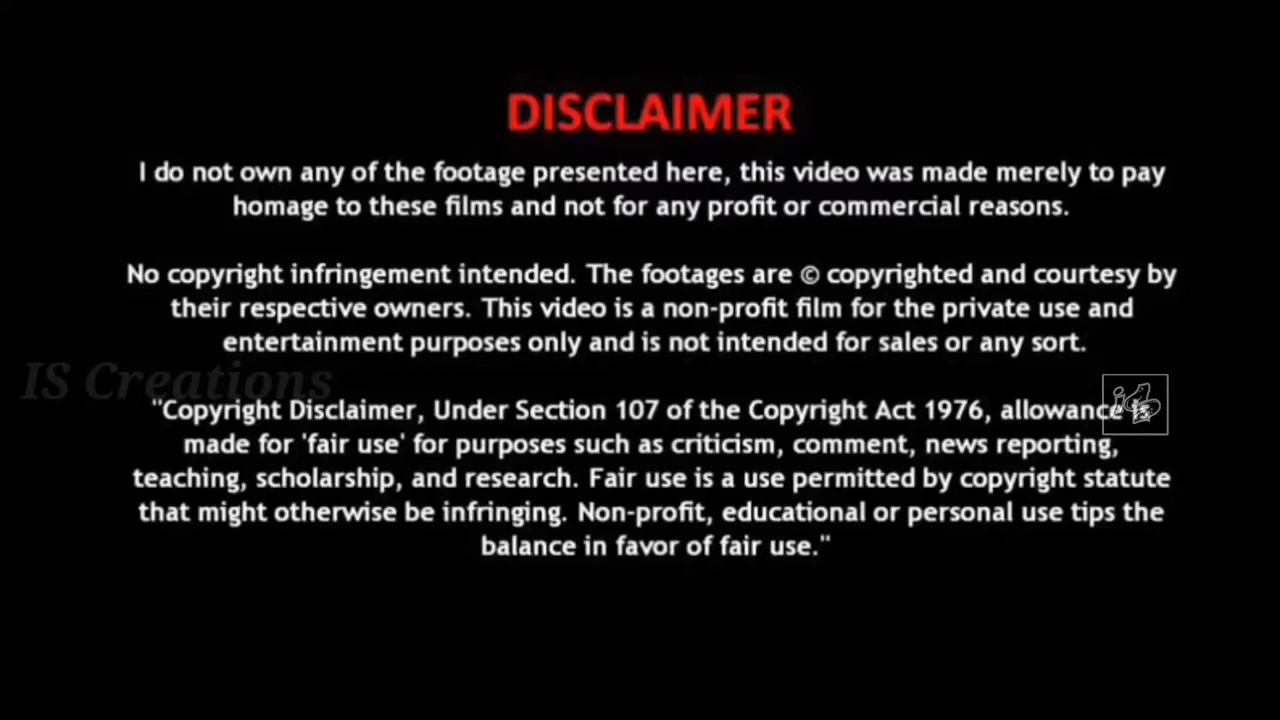 DISCLAIMER
I do not own any of the footage presented here, this video was made merely to pay
homage to these films and not for any profit or commercial reasons.
No copyright infringement intended. The footages are © copyrighted and courtesy by
their respective owners. This video is a non-profit film for the private use and
entertainment purposes only and is not intended for sales or any sort.
IS Creations
"Copyright Disclaimer, Under Section 107 of the Copyright Act 1976, allowance is
made for 'fair use' for purposes such as criticism, comment, news reporting,
teaching, scholarship, and research. Fair use is a use permitted by copyright statute
that might otherwise be infringing. Non-profit, educational or personal use tips the
balance in favor of fair use."